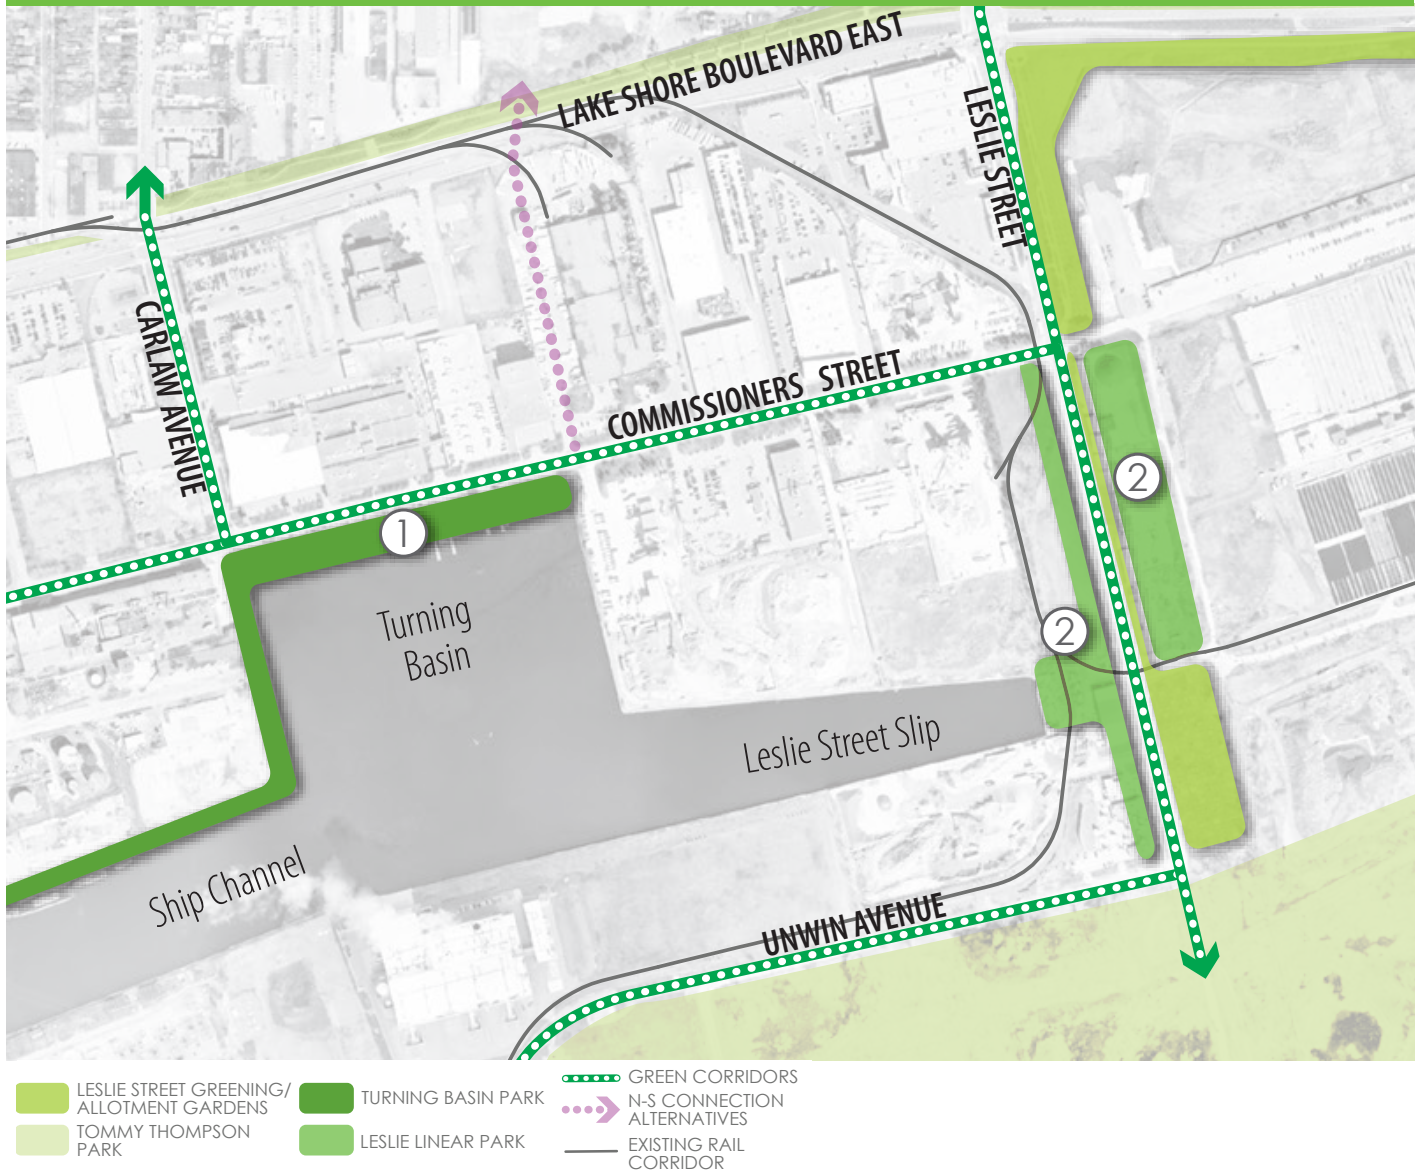 LAKE SHORE BOULEVARD EAST
LESLIE STREET
CARLAW AVENUE
COMMISSIONERS STREET
2
1
Turning
Basin
2
Leslie Street Slip
Ship Channel
UNWIN AVENUE
LESLIE STREET GREENING/
ALLOTMENT GARDENS
TOMMY THOMPSON
PARK
TURNING BASIN PARK
LESLIE LINEAR PARK
GREEN CORRIDORS
N-S CONNECTION
ALTERNATIVES
EXISTING RAIL
CORRIDOR